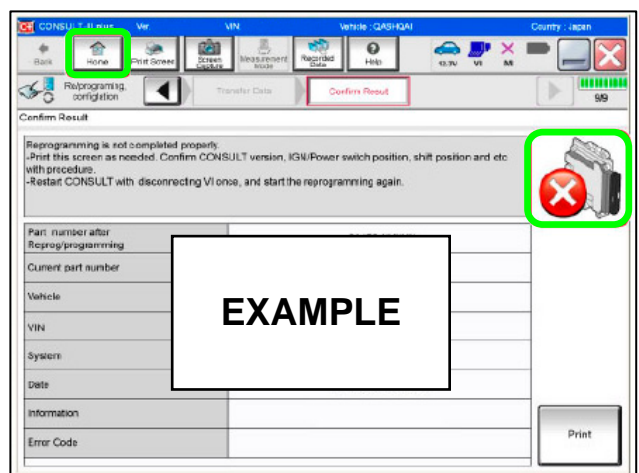 CONSULT-III plus Ver. VIN: Vehicle : QASHQAI Country : Japan
Back Home Print Screen Screen Capture Measurement Mode Recorded Data Help VI MI
Re/programming, configuration Transfer Data Confirm Result 9/9
Confirm Result
Reprogramming is not completed properly.
-Print this screen as needed. Confirm CONSULT version, IGN/Power switch position, shift position and etc
with procedure.
-Restart CONSULT with disconnecting VI once, and start the reprogramming again.
Part number after
Reprog/programming
Current part number
Vehicle
EXAMPLE
VIN
System
Date
Information
Error Code
Print